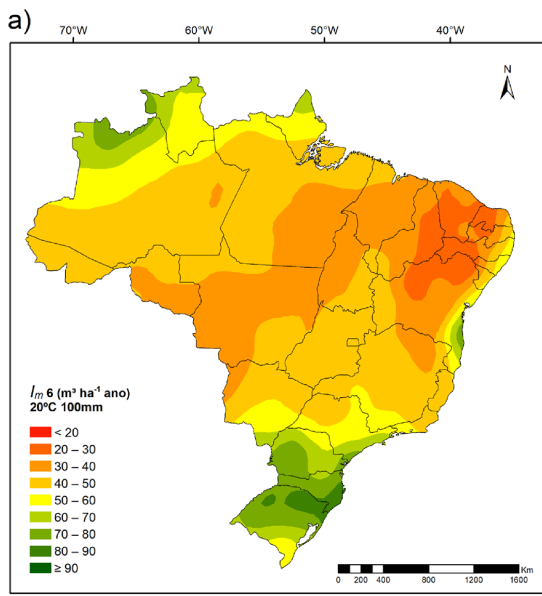 a)
70°W 60°W 50°W 40°W
N
I_m 6 (m³ ha⁻¹ ano)
20ºC 100mm
< 20
20 – 30
30 – 40
40 – 50
50 – 60
60 – 70
70 – 80
80 – 90
≥ 90
Km
0 200 400 800 1200 1600